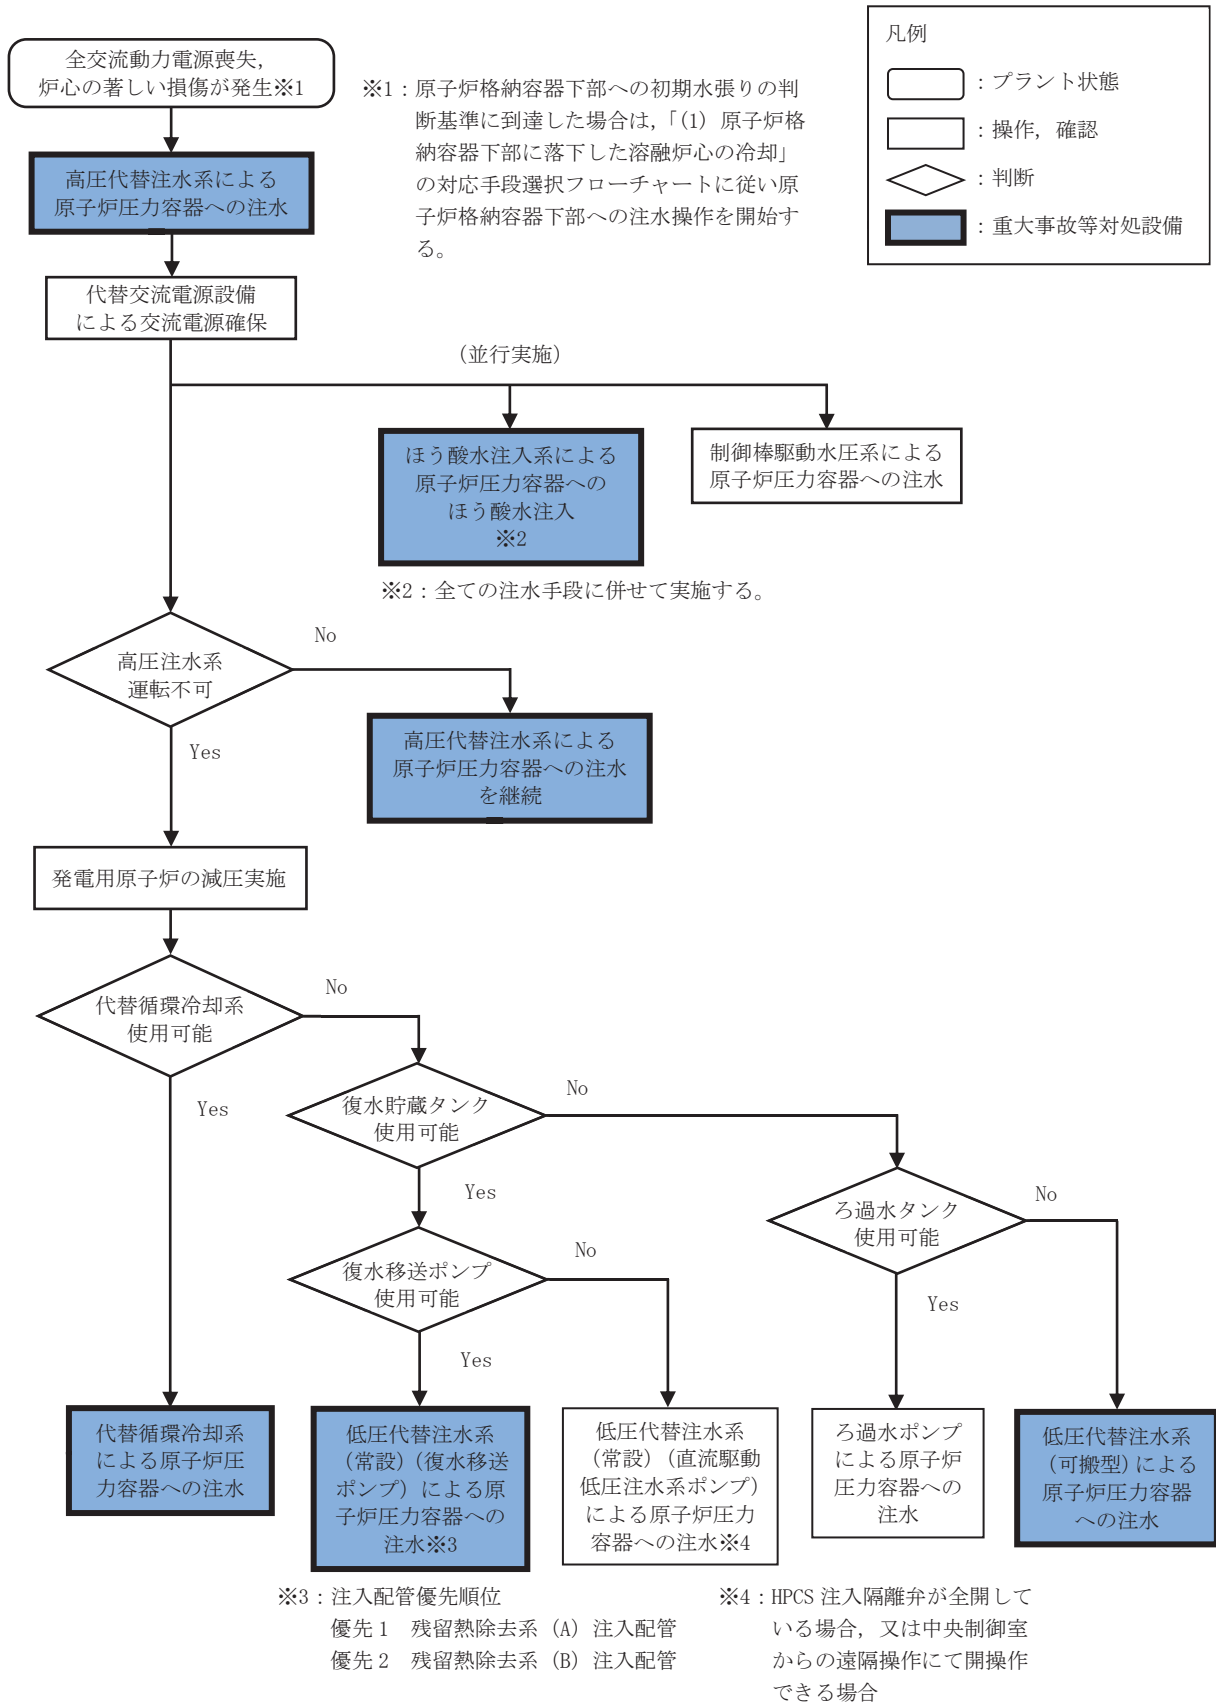 全交流動力電源喪失,
炉心の著しい損傷が発生※1
※1：原子炉格納容器下部への初期水張りの判
断基準に到達した場合は,「(1) 原子炉格
納容器下部に落下した溶融炉心の冷却」
の対応手段選択フローチャートに従い原
子炉格納容器下部への注水操作を開始す
る。
凡例
：プラント状態
：操作, 確認
：判断
：重大事故等対処設備
高圧代替注水系による
原子炉圧力容器への注水
代替交流電源設備
による交流電源確保
(並行実施)
ほう酸水注入系による
原子炉圧力容器への
ほう酸水注入
※2
制御棒駆動水圧系による
原子炉圧力容器への注水
※2：全ての注水手段に併せて実施する。
高圧注水系
運転不可
No
Yes
高圧代替注水系による
原子炉圧力容器への注水
を継続
発電用原子炉の減圧実施
代替循環冷却系
使用可能
No
Yes
復水貯蔵タンク
使用可能
No
Yes
ろ過水タンク
使用可能
No
Yes
復水移送ポンプ
使用可能
No
Yes
代替循環冷却系
による原子炉圧
力容器への注水
低圧代替注水系
(常設)(復水移送
ポンプ)による原
子炉圧力容器への
注水※3
低圧代替注水系
(常設)(直流駆動
低圧注水系ポンプ)
による原子炉圧力
容器への注水※4
ろ過水ポンプ
による原子炉
圧力容器への
注水
低圧代替注水系
(可搬型)による
原子炉圧力容器
への注水
※3：注入配管優先順位
優先1 残留熱除去系 (A) 注入配管
優先2 残留熱除去系 (B) 注入配管
※4：HPCS 注入隔離弁が全開して
いる場合, 又は中央制御室
からの遠隔操作にて開操作
できる場合